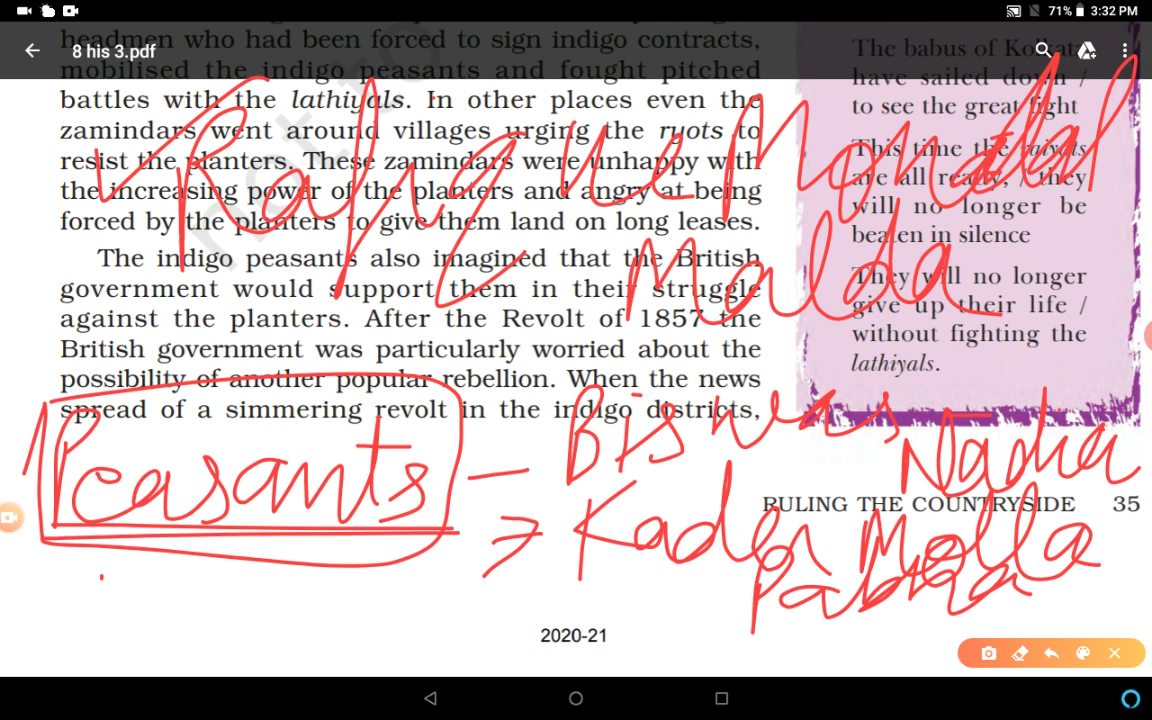 71% 3:32 PM
8 his 3.pdf
headmen who had been forced to sign indigo contracts,
mobilised the indigo peasants and fought pitched
battles with the lathiyals. In other places even the
zamindars went around villages urging the ryots to
resist the planters. These zamindars were unhappy with
the increasing power of the planters and angry at being
forced by the planters to give them land on long leases.
The indigo peasants also imagined that the British
government would support them in their struggle
against the planters. After the Revolt of 1857 the
British government was particularly worried about the
possibility of another popular rebellion. When the news
spread of a simmering revolt in the indigo districts,
The babus of Kolkata
have sailed down /
to see the great fight
This time the raiyats
are all ready, / they
will no longer be
beaten in silence
They will no longer
give up their life /
without fighting the
lathiyals.
Mondal
Malda
Peasants - Biswas Nadia
Kader Molla
Pabna
RULING THE COUNTRYSIDE 35
2020-21